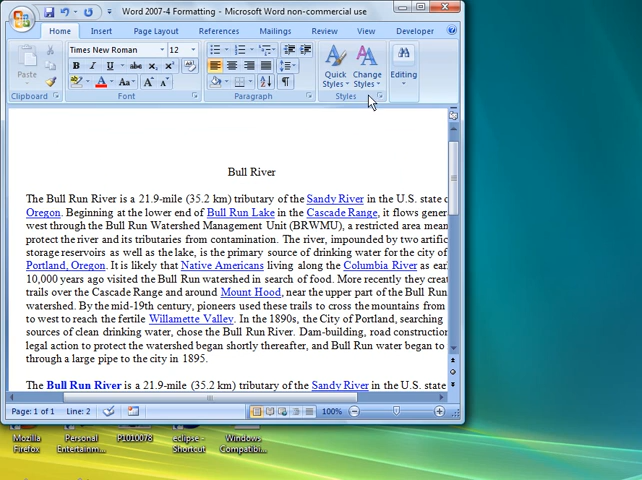 Word 2007-4 Formatting - Microsoft Word non-commercial use
Home Insert Page Layout References Mailings Review View Developer
Times New Roman 12
Paste
B I U abc x₂ x²
A Aa A A
Quick Styles
Change Styles
Editing
Clipboard Font Paragraph Styles
Bull River
The Bull Run River is a 21.9-mile (35.2 km) tributary of the Sandy River in the U.S. state
Oregon. Beginning at the lower end of Bull Run Lake in the Cascade Range, it flows gener
west through the Bull Run Watershed Management Unit (BRWMU), a restricted area mean
protect the river and its tributaries from contamination. The river, impounded by two artific
storage reservoirs as well as the lake, is the primary source of drinking water for the city of
Portland, Oregon. It is likely that Native Americans living along the Columbia River as ear
10,000 years ago visited the Bull Run watershed in search of food. More recently they creat
trails over the Cascade Range and around Mount Hood, near the upper part of the Bull Run
watershed. By the mid-19th century, pioneers used these trails to cross the mountains from
to west to reach the fertile Willamette Valley. In the 1890s, the City of Portland, searching
sources of clean drinking water, chose the Bull Run River. Dam-building, road construction
legal action to protect the watershed began shortly thereafter, and Bull Run water began to
through a large pipe to the city in 1895.
The Bull Run River is a 21.9-mile (35.2 km) tributary of the Sandy River in the U.S. state
Page: 1 of 1 Line: 2 100%
Mozilla Firefox
Personal Entertainm...
P1010078
eclipse - Shortcut
Windows Compatibi...